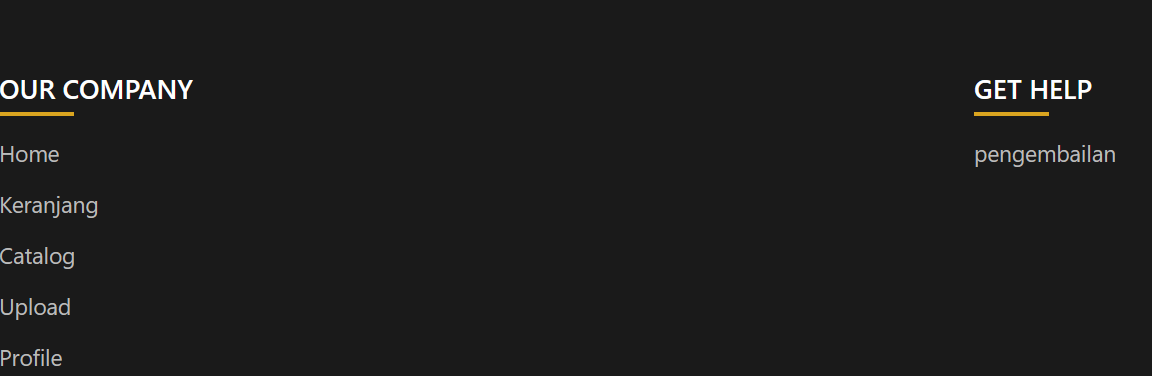 OUR COMPANY
Home
Keranjang
Catalog
Upload
Profile
GET HELP
pengembailan